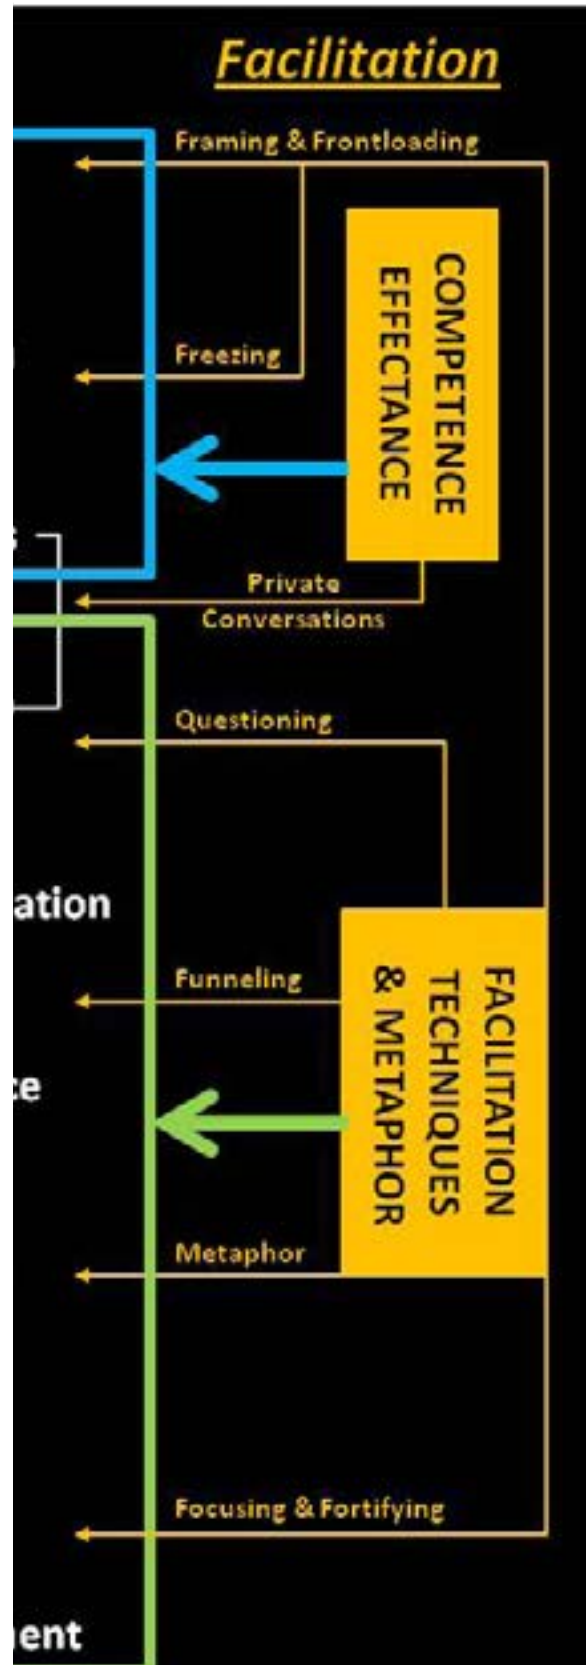 Facilitation
Framing & Frontloading
COMPETENCE
EFFECTANCE
Freezing
s
Private
Conversations
Questioning
ation
FACILITATION
TECHNIQUES
& METAPHOR
Funneling
ce
Metaphor
Focusing & Fortifying
ent